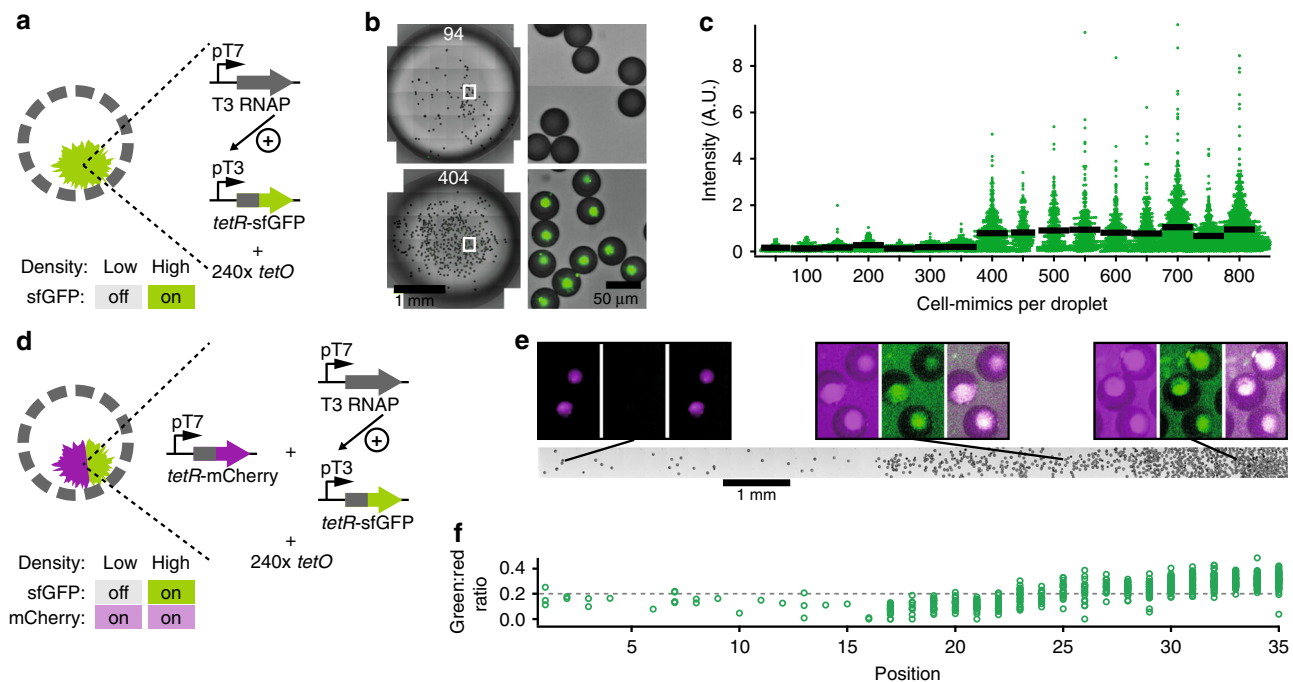 a
pT7
T3 RNAP
+
pT3
tetR-sfGFP
+
240x tetO
Density: Low High
sfGFP: off on
b
94
404
1 mm
50 µm
c
Intensity (A.U.)
8
6
4
2
0
100 200 300 400 500 600 700 800
Cell-mimics per droplet
d
pT7
tetR-mCherry
+
pT7
T3 RNAP
+
pT3
tetR-sfGFP
+
240x tetO
Density: Low High
sfGFP: off on
mCherry: on on
e
1 mm
f
Green:red
ratio
0.4
0.2
0.0
5 10 15 20 25 30 35
Position